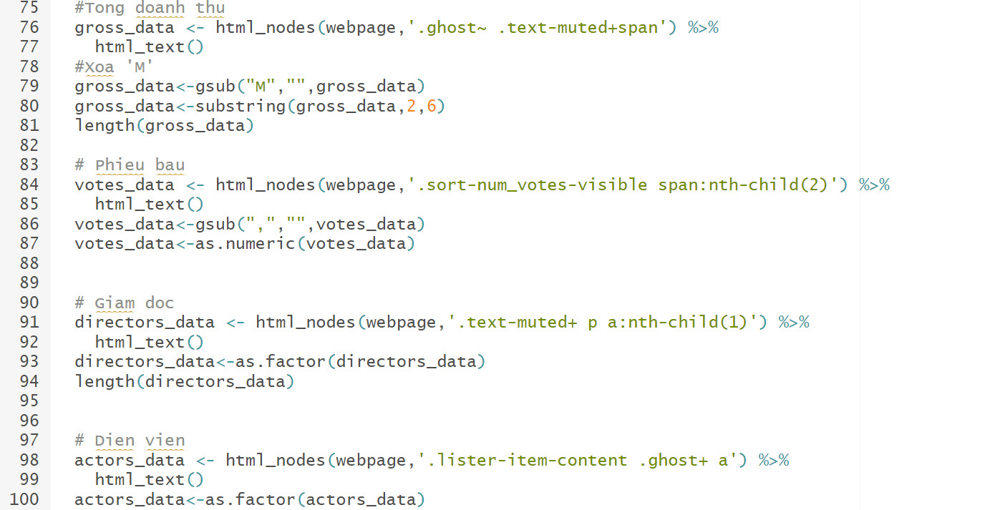 75 #Tong doanh thu
76 gross_data <- html_nodes(webpage,'.ghost~ .text-muted+span') %>%
77   html_text()
78 #Xoa 'M'
79 gross_data<-gsub("M","",gross_data)
80 gross_data<-substring(gross_data,2,6)
81 length(gross_data)
82
83 # Phieu bau
84 votes_data <- html_nodes(webpage,'.sort-num_votes-visible span:nth-child(2)') %>%
85   html_text()
86 votes_data<-gsub(",","",votes_data)
87 votes_data<-as.numeric(votes_data)
88
89
90 # Giam doc
91 directors_data <- html_nodes(webpage,'.text-muted+ p a:nth-child(1)') %>%
92   html_text()
93 directors_data<-as.factor(directors_data)
94 length(directors_data)
95
96
97 # Dien vien
98 actors_data <- html_nodes(webpage,'.lister-item-content .ghost+ a') %>%
99   html_text()
100 actors_data<-as.factor(actors_data)